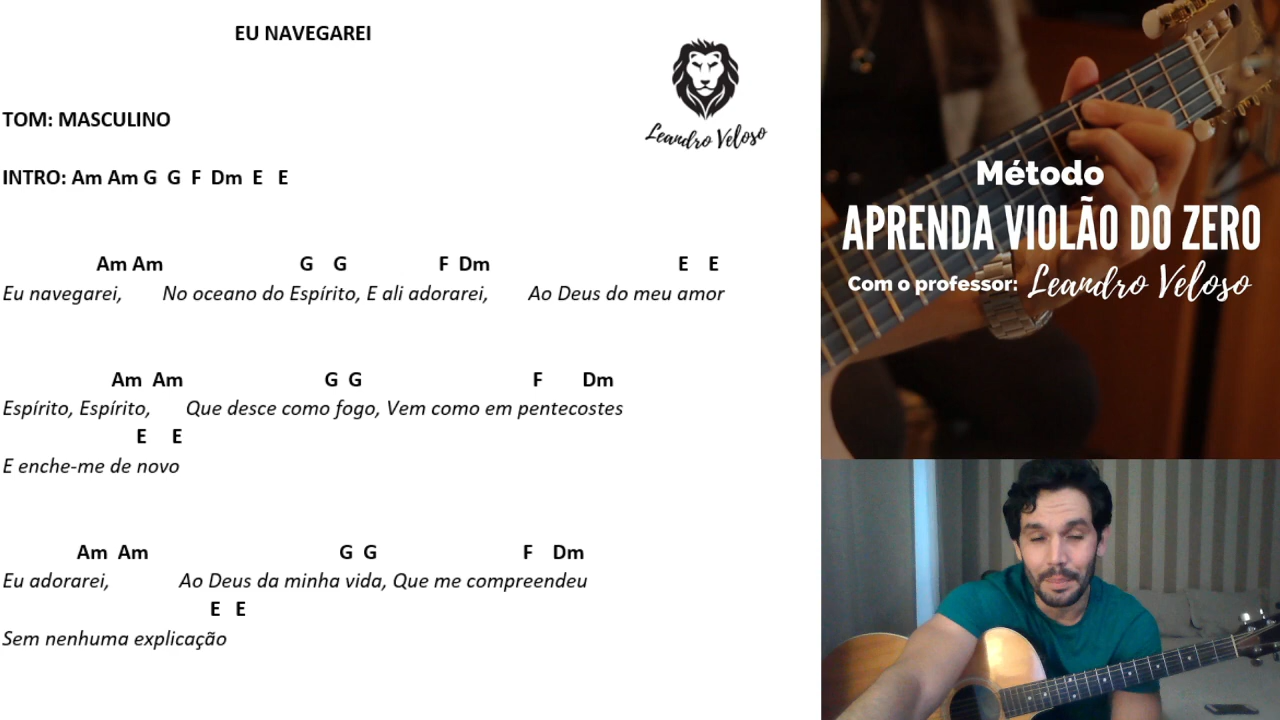 EU NAVEGAREI
Leandro Veloso
TOM: MASCULINO
INTRO: Am Am G G F Dm E E
Am Am G G F Dm E E
Eu navegarei, No oceano do Espírito, E ali adorarei, Ao Deus do meu amor
Am Am G G F Dm
Espírito, Espírito, Que desce como fogo, Vem como em pentecostes
E E
E enche-me de novo
Am Am G G F Dm
Eu adorarei, Ao Deus da minha vida, Que me compreendeu
E E
Sem nenhuma explicação
Método
APRENDA VIOLÃO DO ZERO
Com o professor: Leandro Veloso